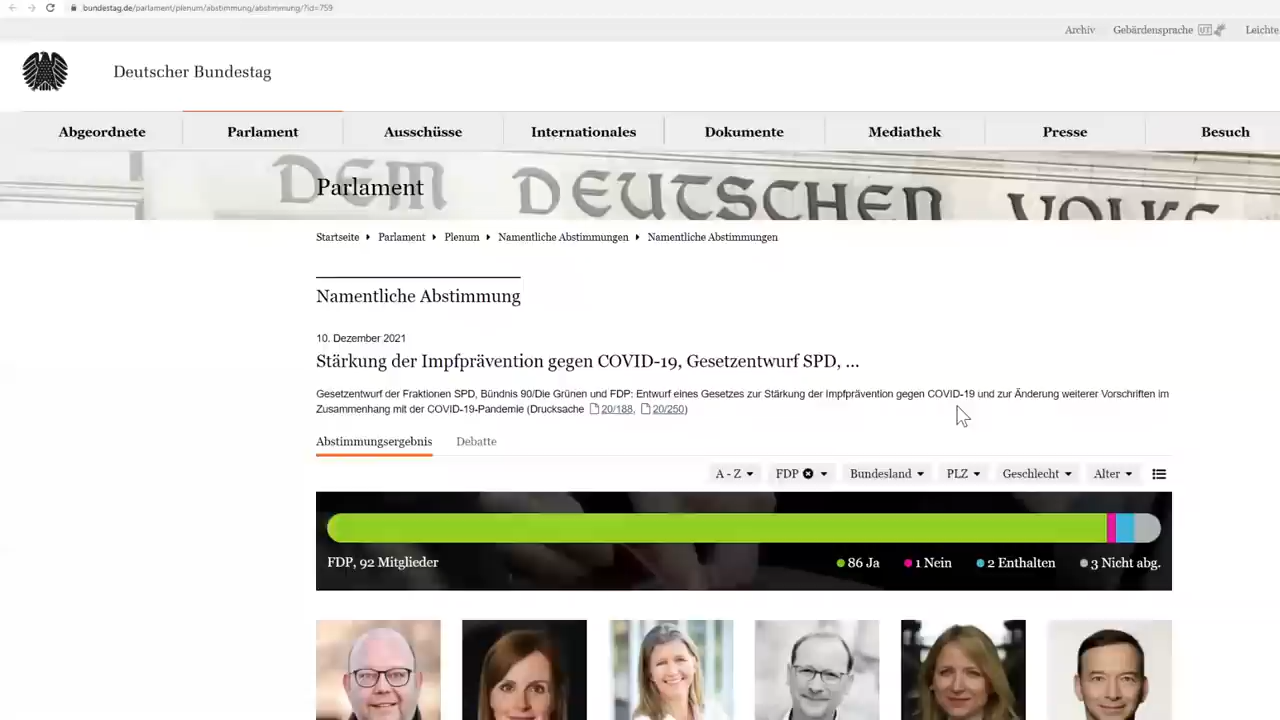 bundestag.de/parlament/plenum/abstimmung/abstimmung/?id=759
Archiv Gebärdensprache UT Leichte
Deutscher Bundestag
Abgeordnete Parlament Ausschüsse Internationales Dokumente Mediathek Presse Besuch
DEM DEUTSCHEN VOLKE
Parlament
Startseite Parlament Plenum Namentliche Abstimmungen Namentliche Abstimmungen
Namentliche Abstimmung
10. Dezember 2021
Stärkung der Impfprävention gegen COVID-19, Gesetzentwurf SPD, ...
Gesetzentwurf der Fraktionen SPD, Bündnis 90/Die Grünen und FDP: Entwurf eines Gesetzes zur Stärkung der Impfprävention gegen COVID-19 und zur Änderung weiterer Vorschriften im
Zusammenhang mit der COVID-19-Pandemie (Drucksache 20/188, 20/250)
Abstimmungsergebnis Debatte
A - Z FDP Bundesland PLZ Geschlecht Alter
FDP, 92 Mitglieder 86 Ja 1 Nein 2 Enthalten 3 Nicht abg.